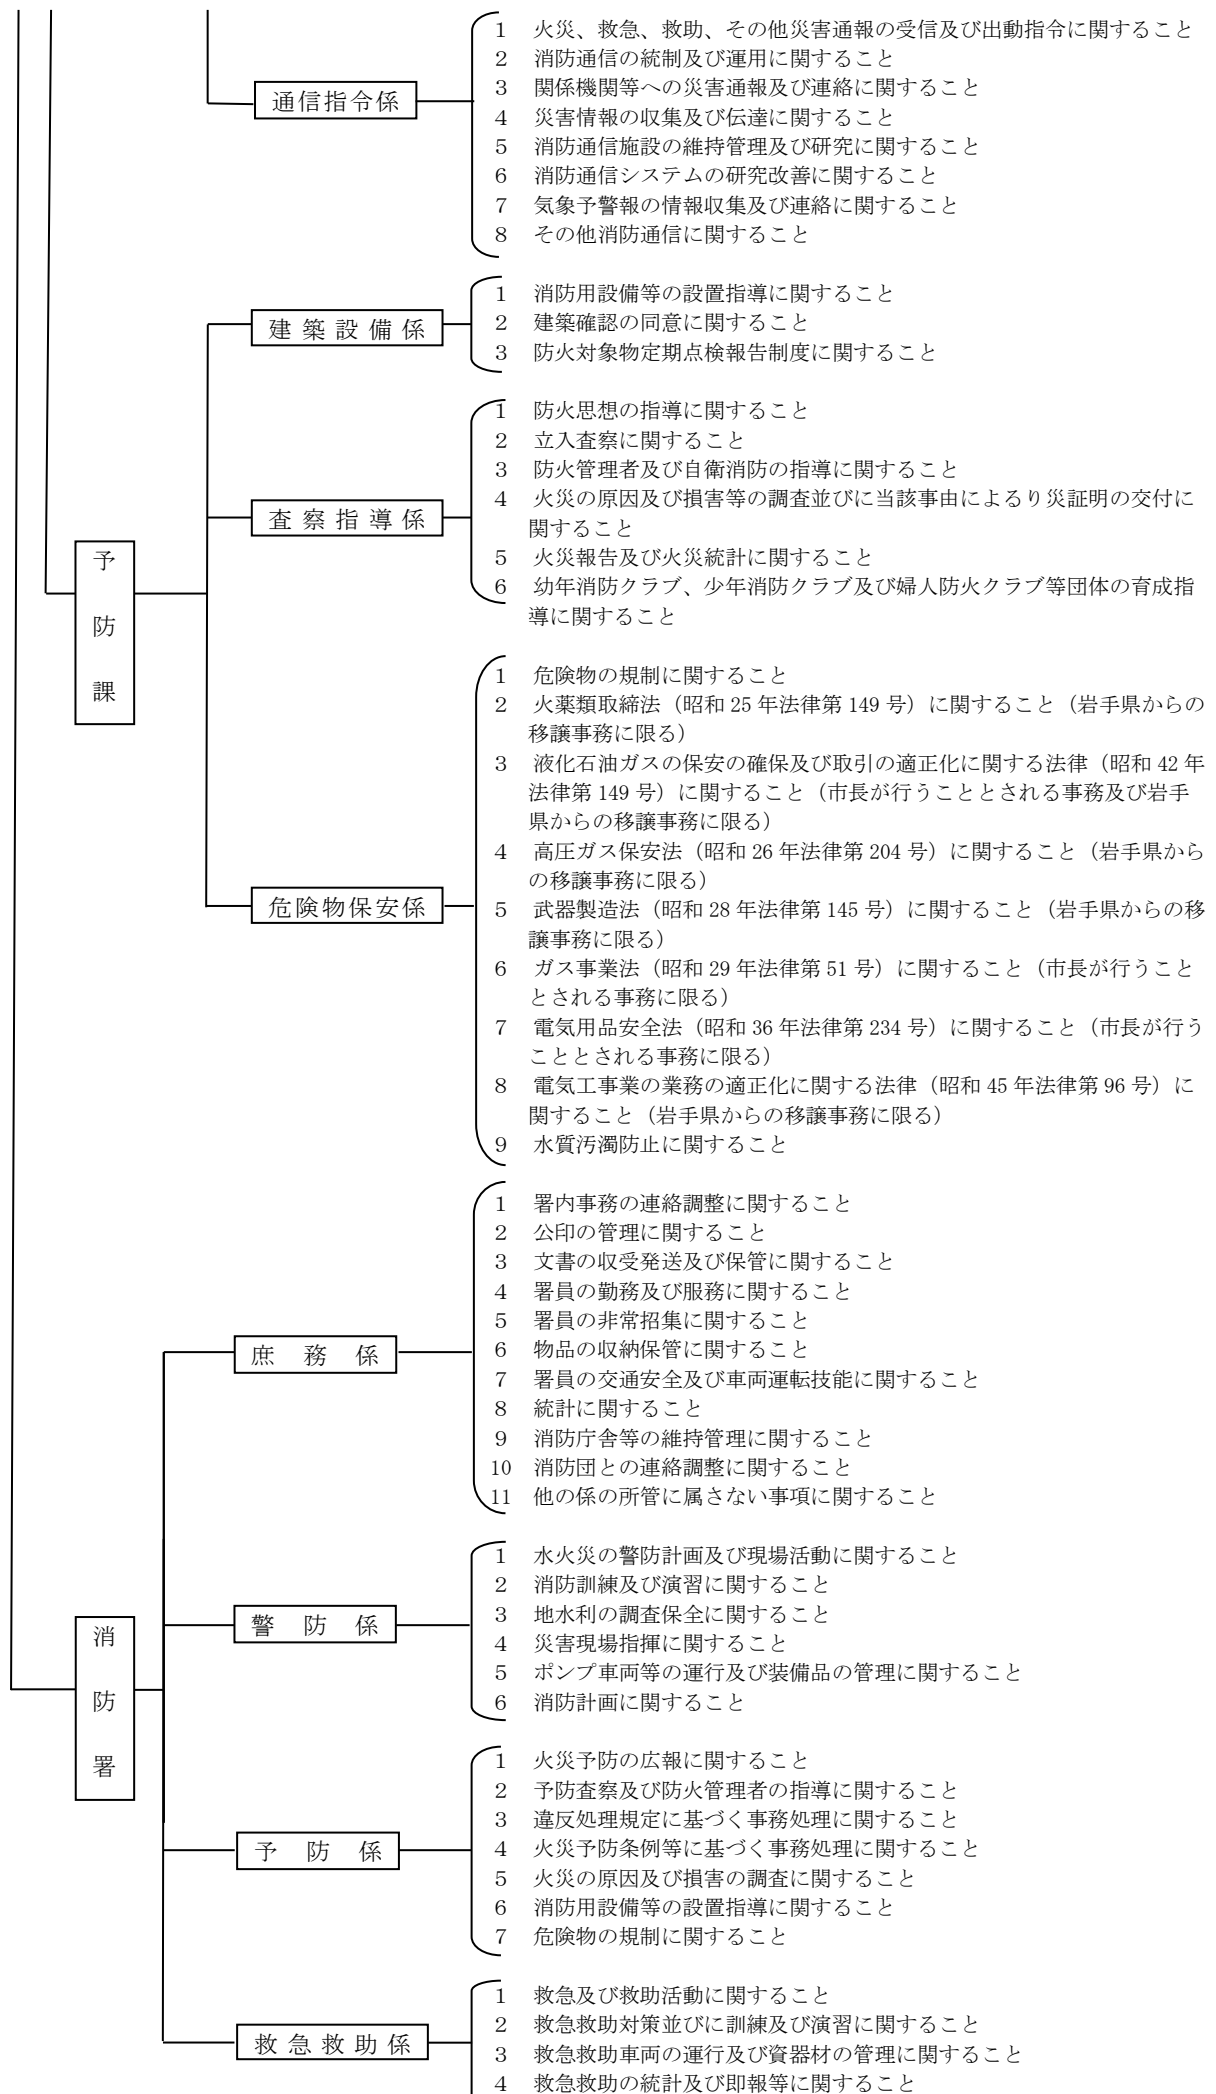 1 火災、救急、救助、その他災害通報の受信及び出動指令に関すること
2 消防通信の統制及び運用に関すること
3 関係機関等への災害通報及び連絡に関すること
通信指令係
4 災害情報の収集及び伝達に関すること
5 消防通信施設の維持管理及び研究に関すること
6 消防通信システムの研究改善に関すること
7 気象予警報の情報収集及び連絡に関すること
8 その他消防通信に関すること
予防課
建築設備係
1 消防用設備等の設置指導に関すること
2 建築確認の同意に関すること
3 防火対象物定期点検報告制度に関すること
査察指導係
1 防火思想の指導に関すること
2 立入査察に関すること
3 防火管理者及び自衛消防の指導に関すること
4 火災の原因及び損害等の調査並びに当該事由によるり災証明の交付に
関すること
5 火災報告及び火災統計に関すること
6 幼年消防クラブ、少年消防クラブ及び婦人防火クラブ等団体の育成指
導に関すること
危険物保安係
1 危険物の規制に関すること
2 火薬類取締法(昭和 25 年法律第 149 号)に関すること(岩手県からの
移譲事務に限る)
3 液化石油ガスの保安の確保及び取引の適正化に関する法律(昭和 42 年
法律第 149 号)に関すること(市長が行うこととされる事務及び岩手
県からの移譲事務に限る)
4 高圧ガス保安法(昭和 26 年法律第 204 号)に関すること(岩手県から
の移譲事務に限る)
5 武器製造法(昭和 28 年法律第 145 号)に関すること(岩手県からの移
譲事務に限る)
6 ガス事業法(昭和 29 年法律第 51 号)に関すること(市長が行うこと
とされる事務に限る)
7 電気用品安全法(昭和 36 年法律第 234 号)に関すること(市長が行う
こととされる事務に限る)
8 電気工事業の業務の適正化に関する法律(昭和 45 年法律第 96 号)に
関すること(岩手県からの移譲事務に限る)
9 水質汚濁防止に関すること
消防署
庶務係
1 署内事務の連絡調整に関すること
2 公印の管理に関すること
3 文書の収受発送及び保管に関すること
4 署員の勤務及び服務に関すること
5 署員の非常招集に関すること
6 物品の収納保管に関すること
7 署員の交通安全及び車両運転技能に関すること
8 統計に関すること
9 消防庁舎等の維持管理に関すること
10 消防団との連絡調整に関すること
11 他の係の所管に属さない事項に関すること
警防係
1 水火災の警防計画及び現場活動に関すること
2 消防訓練及び演習に関すること
3 地水利の調査保全に関すること
4 災害現場指揮に関すること
5 ポンプ車両等の運行及び装備品の管理に関すること
6 消防計画に関すること
予防係
1 火災予防の広報に関すること
2 予防査察及び防火管理者の指導に関すること
3 違反処理規定に基づく事務処理に関すること
4 火災予防条例等に基づく事務処理に関すること
5 火災の原因及び損害の調査に関すること
6 消防用設備等の設置指導に関すること
7 危険物の規制に関すること
救急救助係
1 救急及び救助活動に関すること
2 救急救助対策並びに訓練及び演習に関すること
3 救急救助車両の運行及び資器材の管理に関すること
4 救急救助の統計及び即報等に関すること